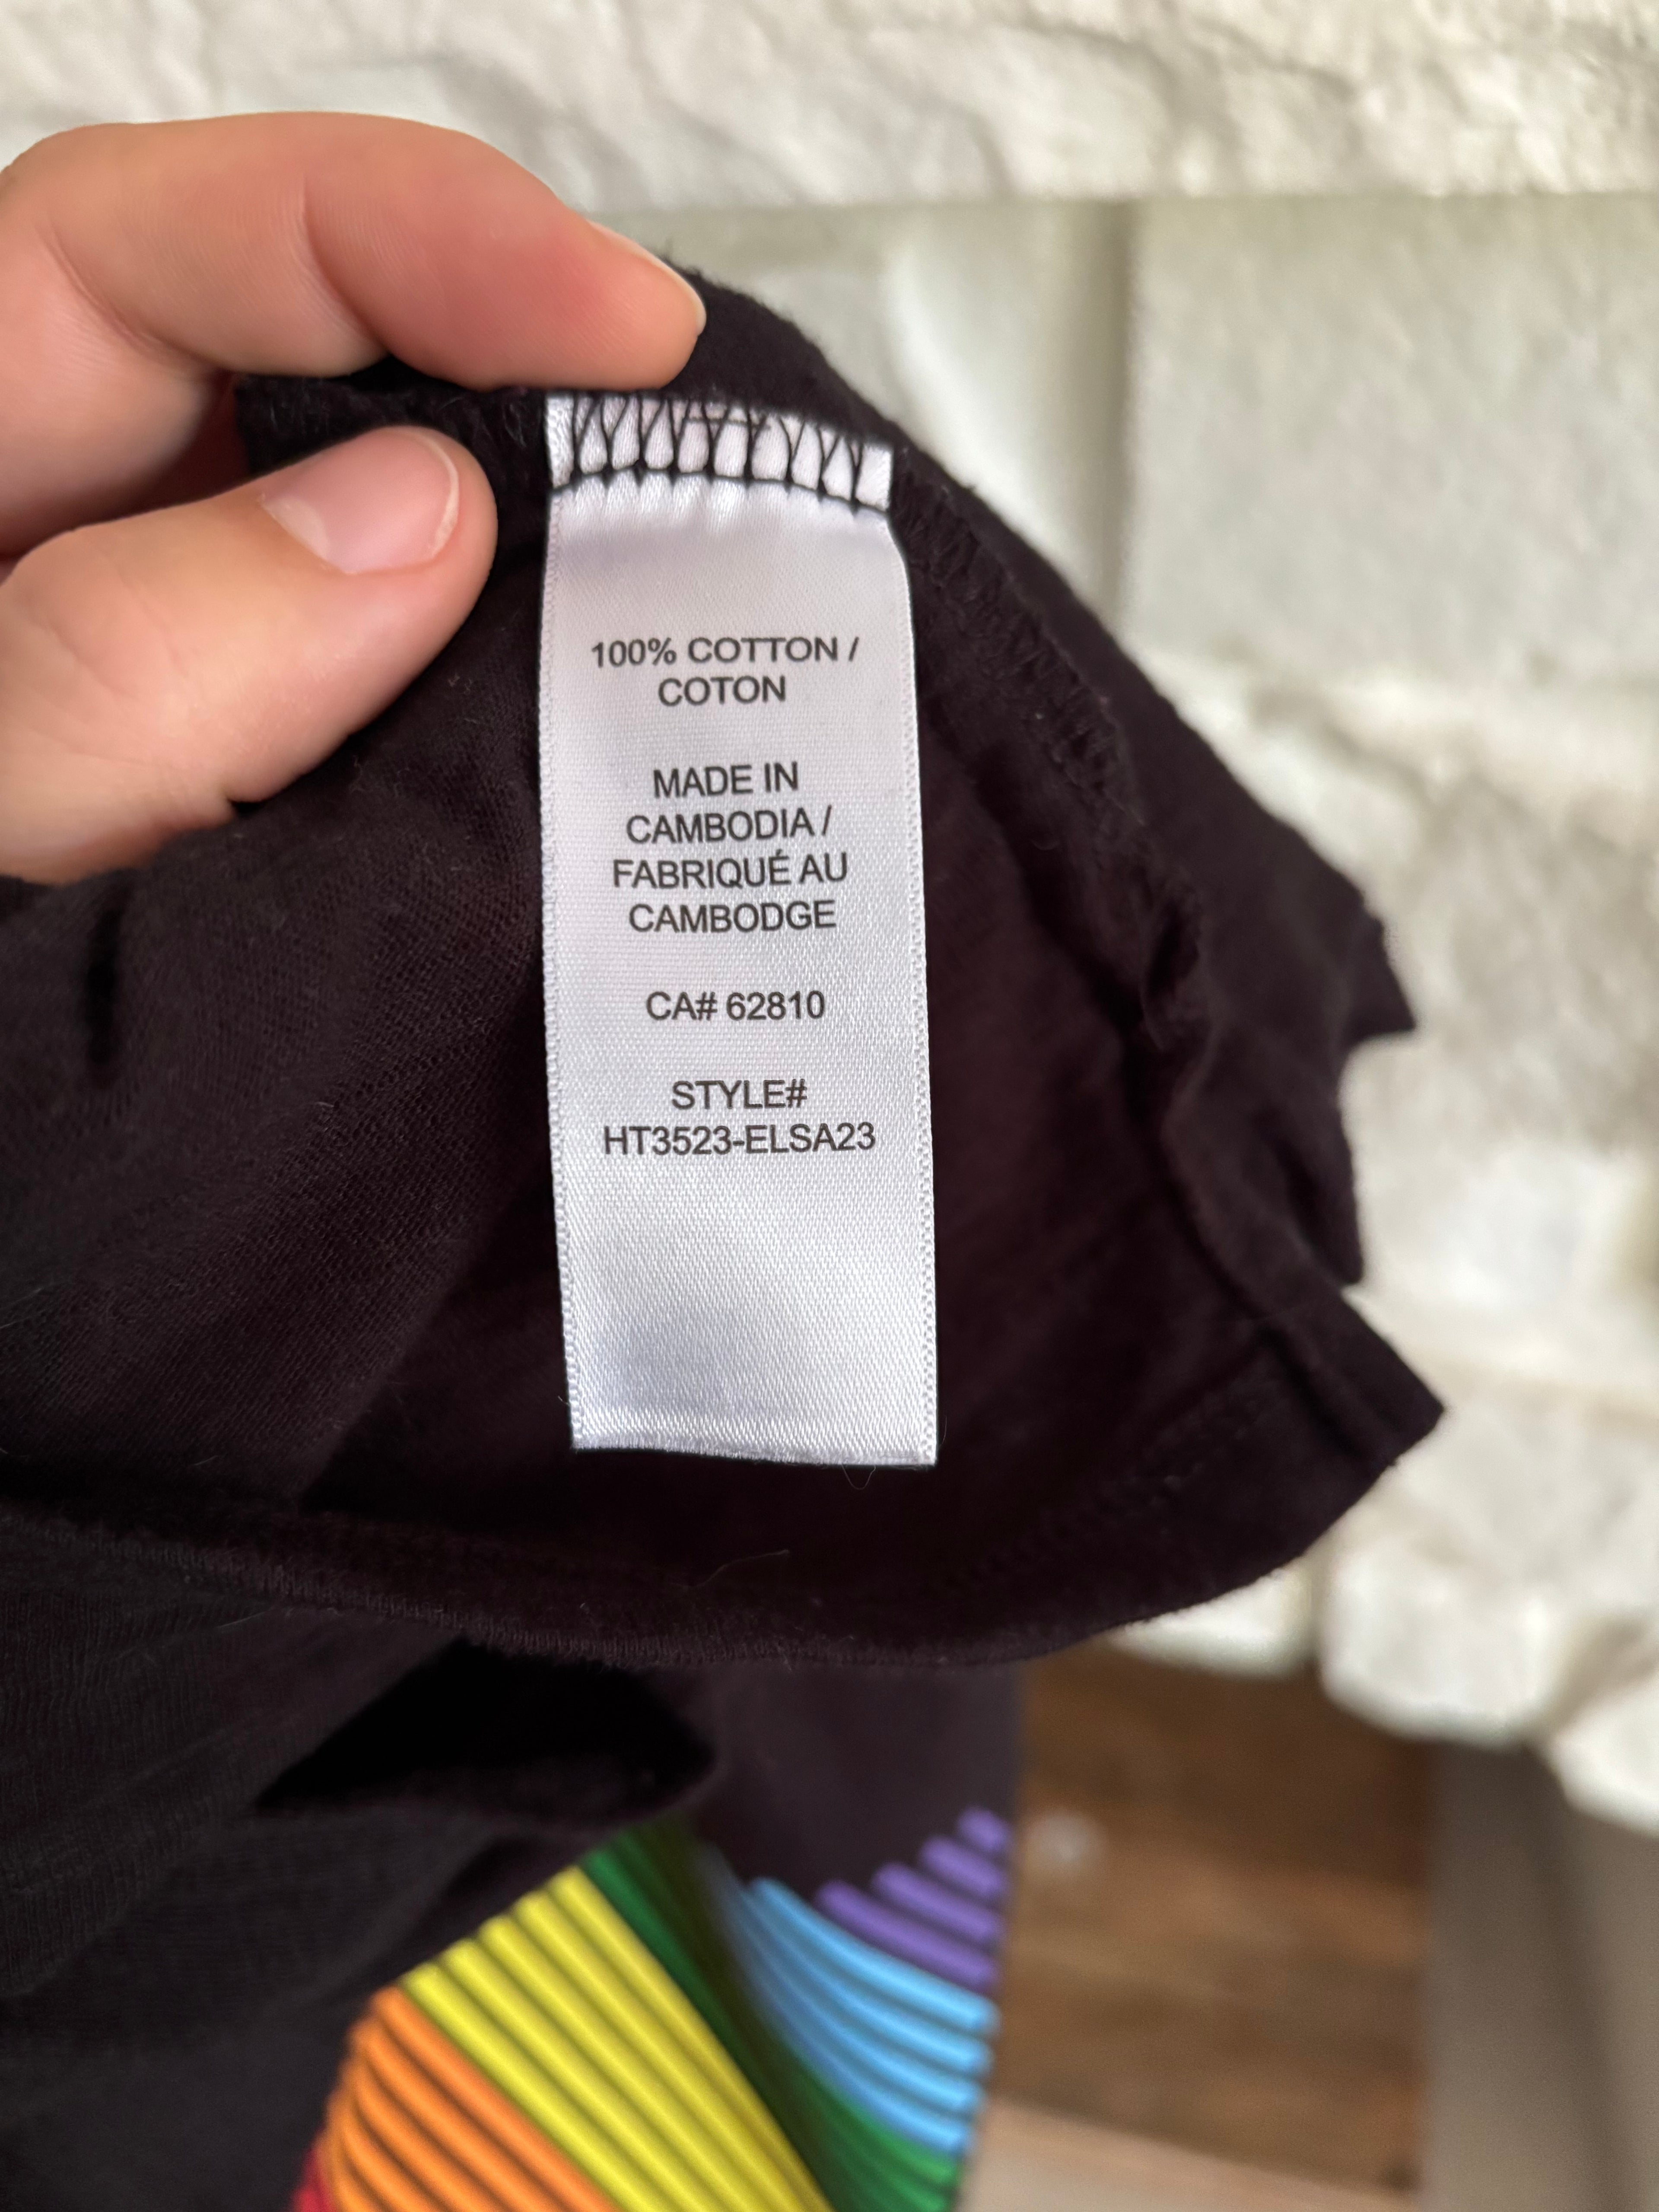 100% COTTON /
COTON
MADE IN
CAMBODIA /
FABRIQUÉ AU
CAMBODGE
CA# 62810
STYLE#
HT3523-ELSA23